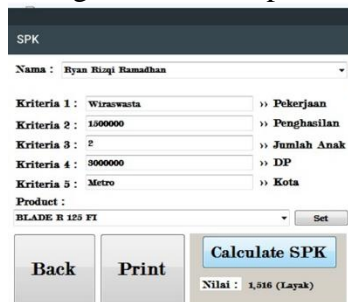 SPK
Nama : Ryan Rizqi Ramadhan
Kriteria 1 : Wiraswasta >> Pekerjaan
Kriteria 2 : 1500000 >> Penghasilan
Kriteria 3 : 2 >> Jumlah Anak
Kriteria 4 : 3000000 >> DP
Kriteria 5 : Metro >> Kota
Product :
BLADE R 125 FI Set
Back Print Calculate SPK
Nilai : 1,516 (Layak)